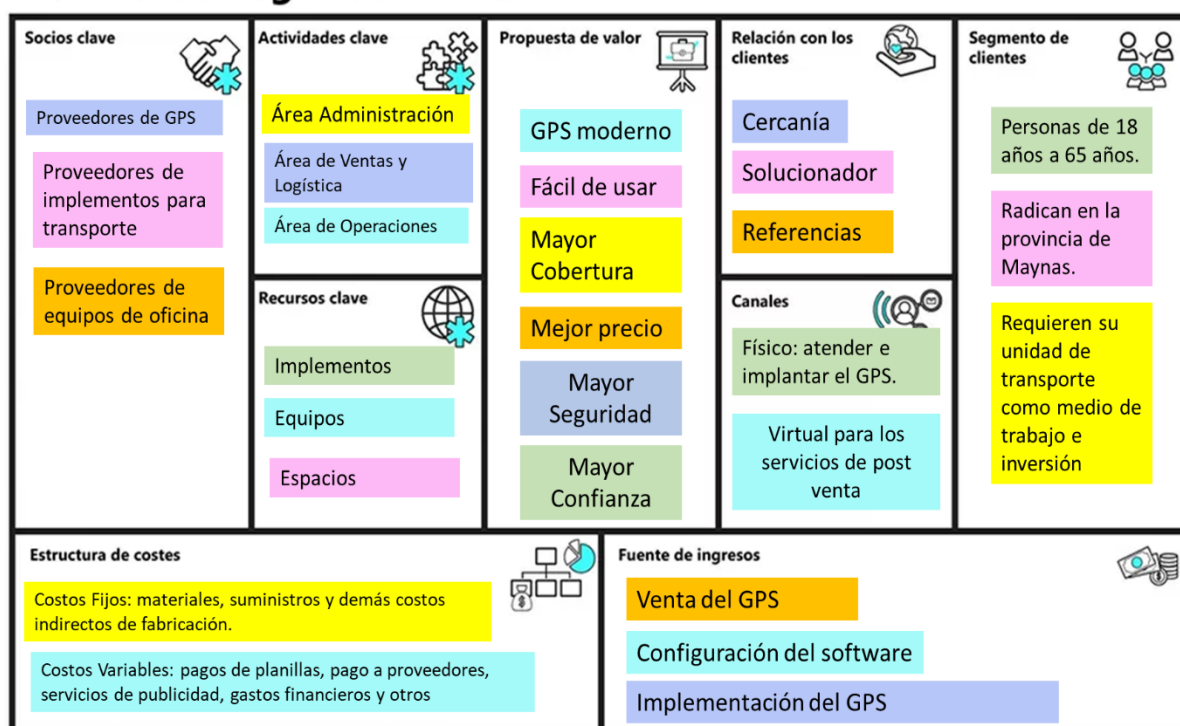 Socios clave
Proveedores de GPS
Proveedores de
implementos para
transporte
Proveedores de
equipos de oficina
Actividades clave
Área Administración
Área de Ventas y
Logística
Área de Operaciones
Recursos clave
Implementos
Equipos
Espacios
Propuesta de valor
GPS moderno
Fácil de usar
Mayor
Cobertura
Mejor precio
Mayor
Seguridad
Mayor
Confianza
Relación con los
clientes
Cercanía
Solucionador
Referencias
Canales
Físico: atender e
implantar el GPS.
Virtual para los
servicios de post
venta
Segmento de
clientes
Personas de 18
años a 65 años.
Radican en la
provincia de
Maynas.
Requieren su
unidad de
transporte
como medio de
trabajo e
inversión
Estructura de costes
Costos Fijos: materiales, suministros y demás costos
indirectos de fabricación.
Costos Variables: pagos de planillas, pago a proveedores,
servicios de publicidad, gastos financieros y otros
Fuente de ingresos
Venta del GPS
Configuración del software
Implementación del GPS